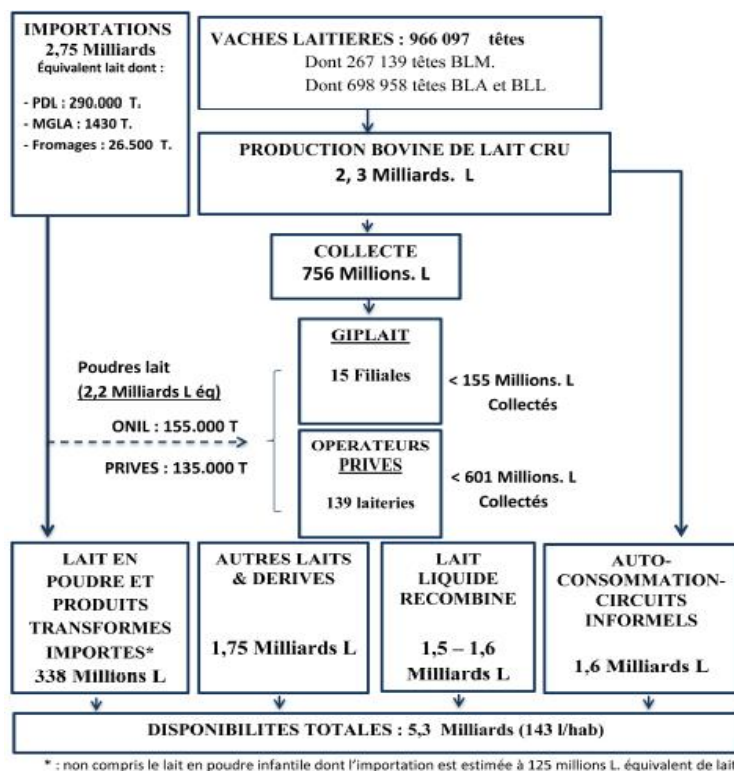 IMPORTATIONS
2,75 Milliards
Équivalent lait dont :
- PDL : 290.000 T.
- MGLA : 1430 T.
- Fromages : 26.500 T.
VACHES LAITIERES : 966 097 têtes
Dont 267 139 têtes BLM.
Dont 698 958 têtes BLA et BLL
PRODUCTION BOVINE DE LAIT CRU
2, 3 Milliards. L
COLLECTE
756 Millions. L
GIPLAIT
15 Filiales
< 155 Millions. L
Collectés
Poudres lait
(2,2 Milliards L éq)
ONIL : 155.000 T
PRIVES : 135.000 T
OPERATEURS
PRIVES
139 laiteries
< 601 Millions. L
Collectés
LAIT EN
POUDRE ET
PRODUITS
TRANSFORMES
IMPORTES*
338 Millions L
AUTRES LAITS
& DERIVES
1,75 Milliards L
LAIT
LIQUIDE
RECOMBINE
1,5 – 1,6
Milliards L
AUTO-
CONSOMMATION-
CIRCUITS
INFORMELS
1,6 Milliards L
DISPONIBILITES TOTALES : 5,3 Milliards (143 l/hab)
* : non compris le lait en poudre infantile dont l'importation est estimée à 125 millions L. équivalent de lait